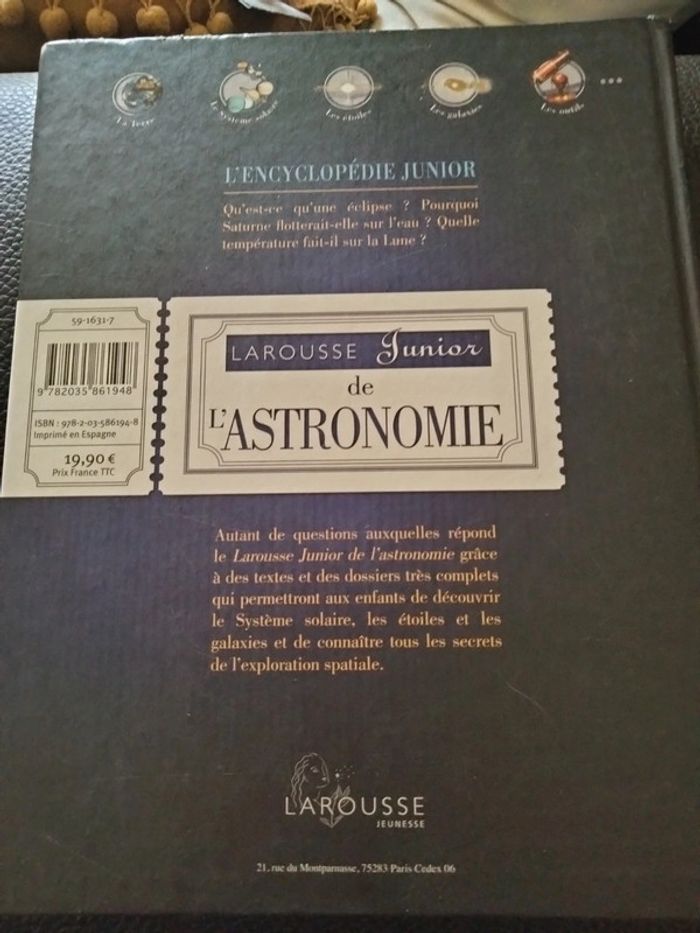 La Terre
Le Système solaire
Les étoiles
Les galaxies
Les outils
...
L'ENCYCLOPÉDIE JUNIOR
Qu'est-ce qu'une éclipse ? Pourquoi
Saturne flotterait-elle sur l'eau ? Quelle
température fait-il sur la Lune ?
59-1631-7
9 782035 861948
ISBN : 978-2-03-586194-8
Imprimé en Espagne
19,90 €
Prix France TTC
LAROUSSE Junior
de
L'ASTRONOMIE
Autant de questions auxquelles répond
le Larousse Junior de l'astronomie grâce
à des textes et des dossiers très complets
qui permettront aux enfants de découvrir
le Système solaire, les étoiles et les
galaxies et de connaître tous les secrets
de l'exploration spatiale.
LAROUSSE
JEUNESSE
21, rue du Montparnasse, 75283 Paris Cedex 06